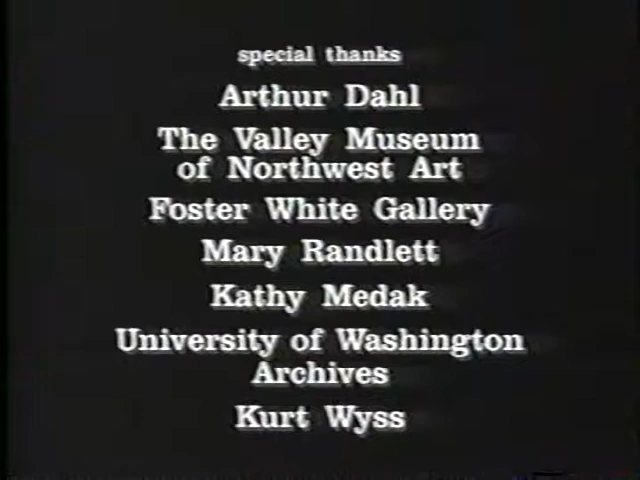 special thanks
Arthur Dahl
The Valley Museum
of Northwest Art
Foster White Gallery
Mary Randlett
Kathy Medak
University of Washington
Archives
Kurt Wyss